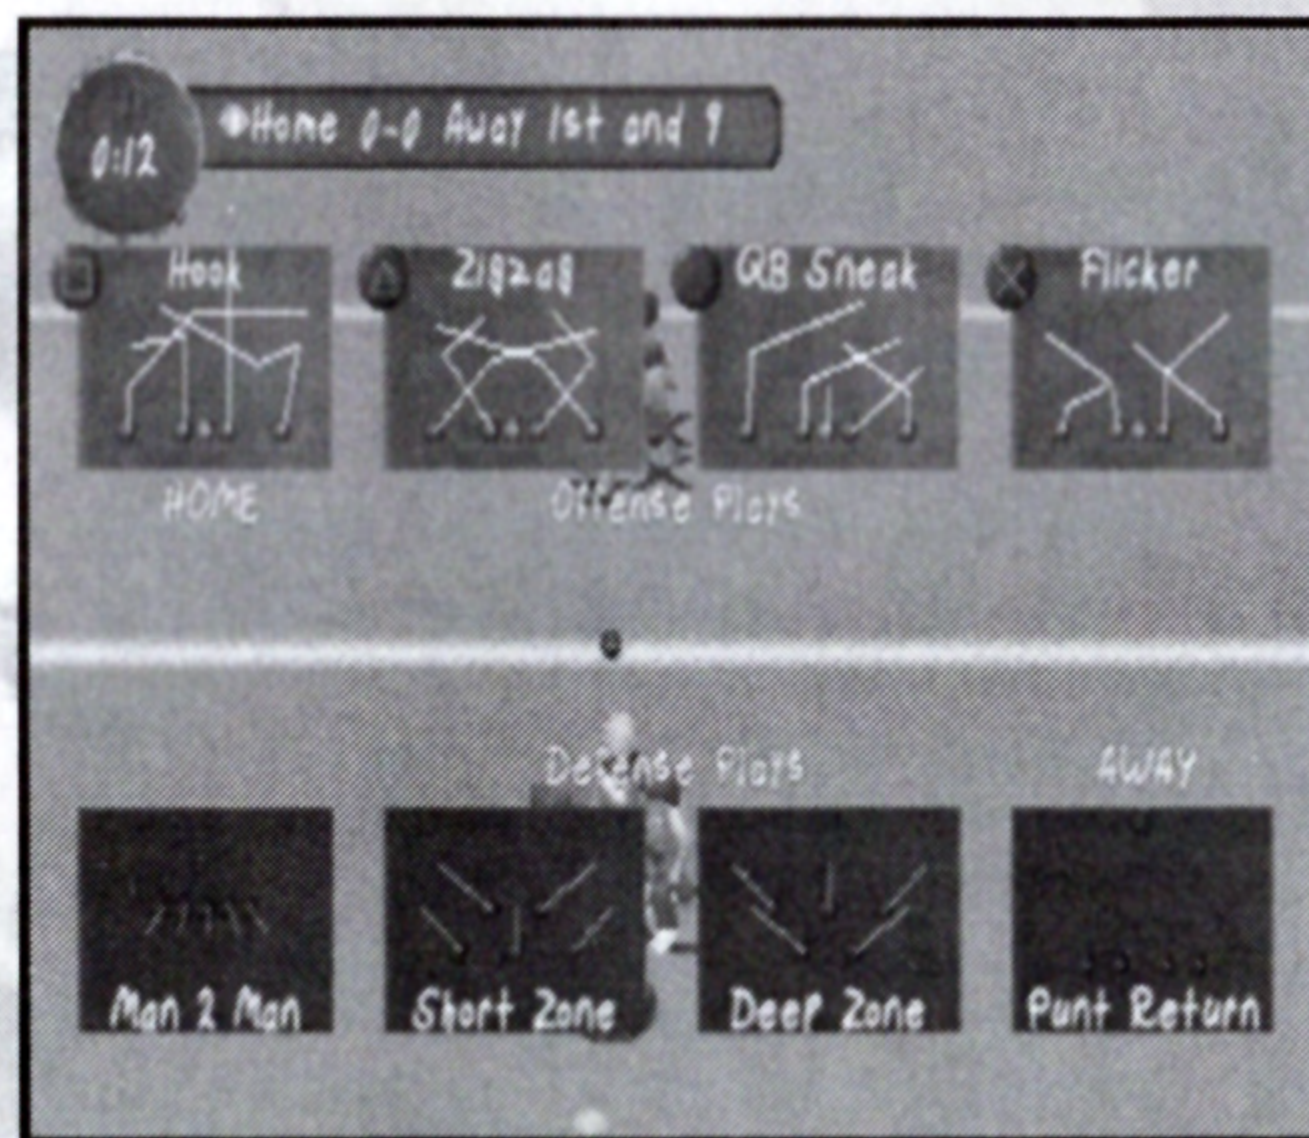 Home 0-0 Away 1st and 9
0:12
Hook
Zigzag
QB Sneak
Flicker
HOME
Offense Plays
Defense Plays
AWAY
Man 2 Man
Short Zone
Deep Zone
Punt Return